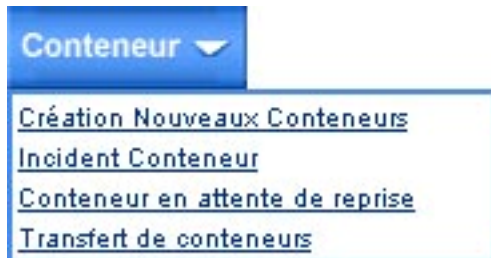 Conteneur
Création Nouveaux Conteneurs
Incident Conteneur
Conteneur en attente de reprise
Transfert de conteneurs